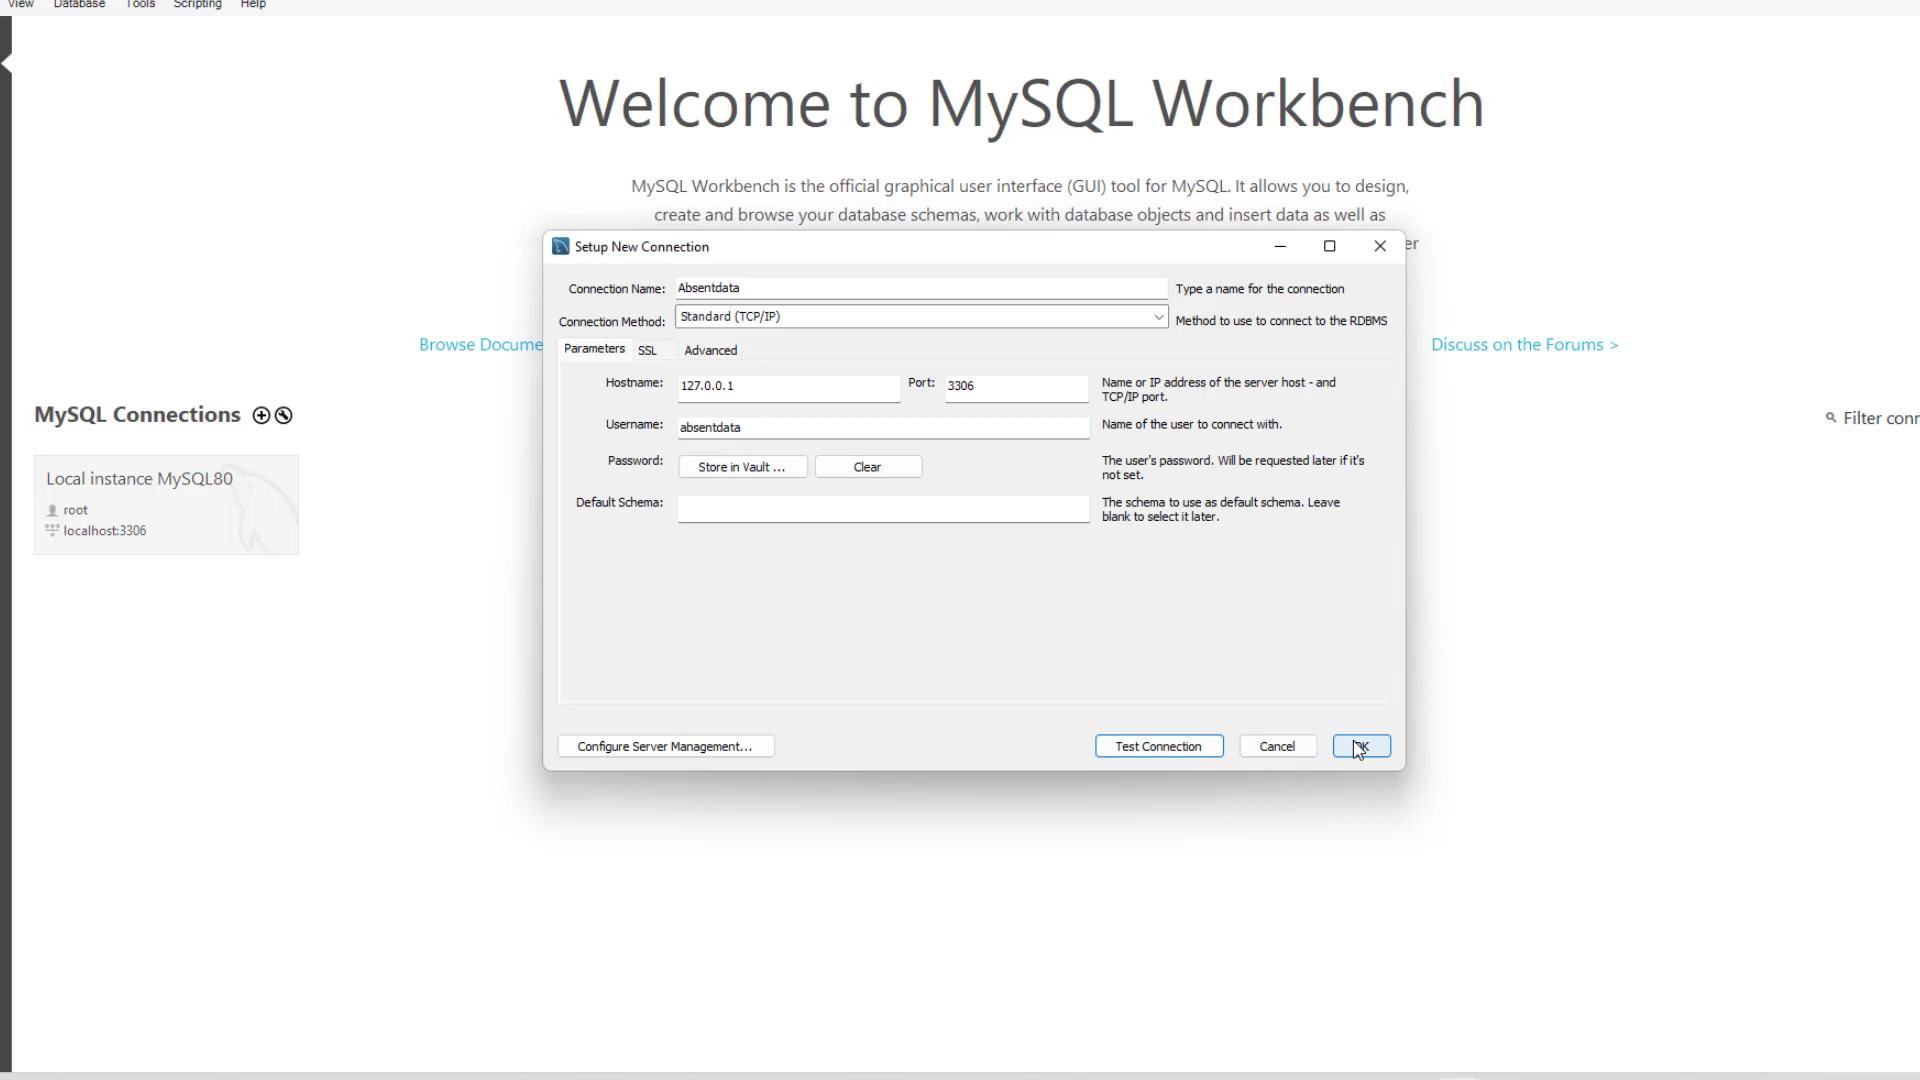 View Database Tools Scripting Help
Welcome to MySQL Workbench
MySQL Workbench is the official graphical user interface (GUI) tool for MySQL. It allows you to design,
create and browse your database schemas, work with database objects and insert data as well as
er
Setup New Connection
Connection Name: Absentdata Type a name for the connection
Connection Method: Standard (TCP/IP) Method to use to connect to the RDBMS
Parameters SSL Advanced
Browse Docume
Discuss on the Forums >
Hostname: 127.0.0.1 Port: 3306 Name or IP address of the server host - and
TCP/IP port.
Username: absentdata Name of the user to connect with.
Password: Store in Vault ... Clear The user's password. Will be requested later if it's
not set.
Default Schema: The schema to use as default schema. Leave
blank to select it later.
Configure Server Management... Test Connection Cancel
MySQL Connections
Filter conn
Local instance MySQL80
root
localhost:3306